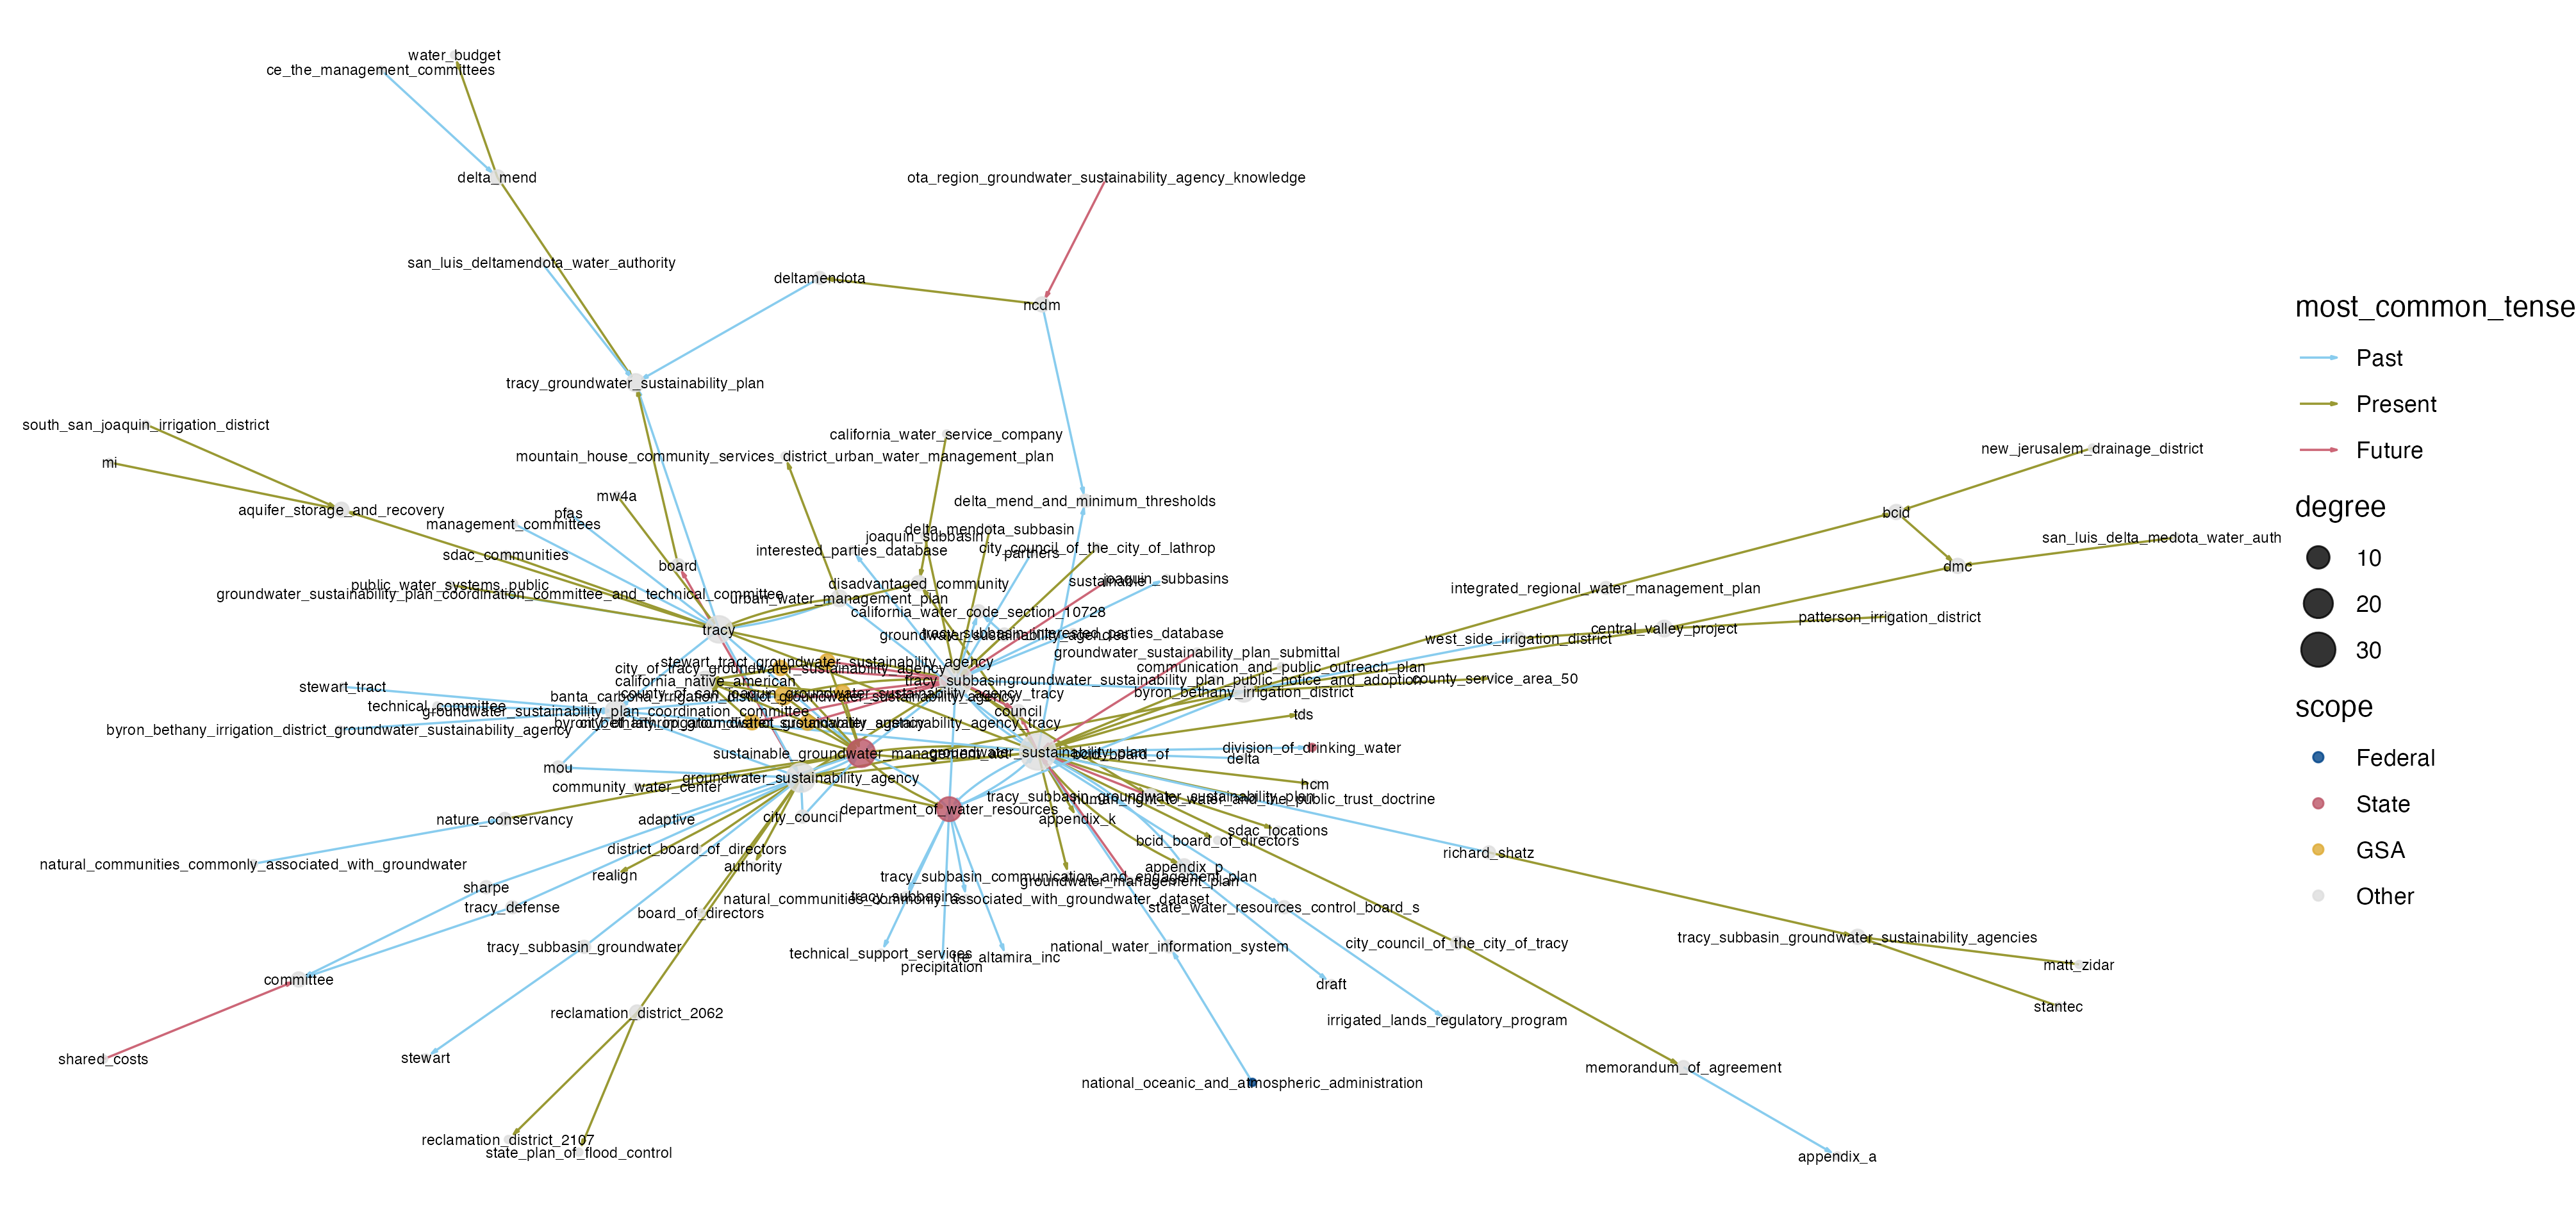 water_budget
ce_the_management_committees
delta_mend
ota_region_groundwater_sustainability_agency_knowledge
san_luis_deltamendota_water_authority
deltamendota
ncdm
tracy_groundwater_sustainability_plan
south_san_joaquin_irrigation_district
california_water_service_company
mi
mountain_house_community_services_district_urban_water_management_plan
new_jerusalem_drainage_district
mw4a
delta_mend_and_minimum_thresholds
aquifer_storage_and_recovery
pfas
management_committees
bcid
delta_mendota_subbasin
joaquin_subbasin
san_luis_delta_medota_water_auth
sdac_communities
interested_parties_database
city_council_of_the_city_of_lathrop
partners
board
dmc
public_water_systems_public
disadvantaged_community
sustainable
joaquin_subbasins
integrated_regional_water_management_plan
groundwater_sustainability_plan_coordination_committee_and_technical_committee
urban_water_management_plan
california_water_code_section_10728
patterson_irrigation_district
tracy
groundwater_sustainability_agencies
tracy_subbasin_interested_parties_database
west_side_irrigation_district
central_valley_project
groundwater_sustainability_plan_submittal
stewart_tract_groundwater_sustainability_agency
city_of_tracy_groundwater_sustainability_agency
communication_and_public_outreach_plan
california_native_american
tracy_subbasin
groundwater_sustainability_plan_public_notice_and_adoption
county_service_area_50
stewart_tract
banta_carbona_irrigation_district_groundwater_sustainability_agency
county_of_san_joaquin_groundwater_sustainability_agency_tracy
byron_bethany_irrigation_district
technical_committee
groundwater_sustainability_plan_coordination_committee
council
tds
byron_bethany_irrigation_district_groundwater_sustainability_agency
sustainable_groundwater_management_act
groundwater_sustainability_plan
bcid_board_of
division_of_drinking_water
delta
mou
groundwater_sustainability_agency
community_water_center
hcm
tracy_subbasin_groundwater_sustainability_plan
human_right_to_water_and_the_public_trust_doctrine
nature_conservancy
adaptive
city_council
department_of_water_resources
appendix_k
sdac_locations
bcid_board_of_directors
district_board_of_directors
richard_shatz
natural_communities_commonly_associated_with_groundwater
authority
appendix_p
realign
tracy_subbasin_communication_and_engagement_plan
groundwater_management_plan
sharpe
tracy_subbasins
natural_communities_commonly_associated_with_groundwater_dataset
tracy_defense
board_of_directors
state_water_resources_control_board_s
tracy_subbasin_groundwater
technical_support_services
tre_altamira_inc
precipitation
national_water_information_system
city_council_of_the_city_of_tracy
tracy_subbasin_groundwater_sustainability_agencies
matt_zidar
committee
draft
stantec
reclamation_district_2062
irrigated_lands_regulatory_program
shared_costs
stewart
memorandum_of_agreement
national_oceanic_and_atmospheric_administration
reclamation_district_2107
state_plan_of_flood_control
appendix_a
most_common_tense
Past
Present
Future
degree
10
20
30
scope
Federal
State
GSA
Other